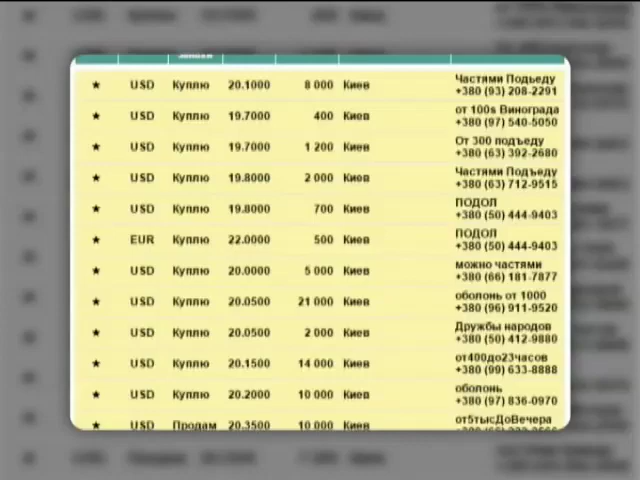 ★ USD Куплю 20.1000 8 000 Киев Частями Подьеду
+380 (93) 208-2291
★ USD Куплю 19.7000 400 Киев от 100s Винограда
+380 (97) 540-5050
★ USD Куплю 19.7000 1 200 Киев От 300 подъеду
+380 (63) 392-2680
★ USD Куплю 19.8000 2 000 Киев Частями Подъеду
+380 (63) 712-9515
★ USD Куплю 19.8000 700 Киев ПОДОЛ
+380 (50) 444-9403
★ EUR Куплю 22.0000 500 Киев ПОДОЛ
+380 (50) 444-9403
★ USD Куплю 20.0000 5 000 Киев можно частями
+380 (66) 181-7877
★ USD Куплю 20.0500 21 000 Киев оболонь от 1000
+380 (96) 911-9520
★ USD Куплю 20.0500 2 000 Киев Дружбы народов
+380 (50) 412-9880
★ USD Куплю 20.1500 14 000 Киев от400до23часов
+380 (99) 633-8888
★ USD Куплю 20.2000 10 000 Киев оболонь
+380 (97) 836-0970
★ USD Продам 20.3500 10 000 Киев от5тысДоВечера